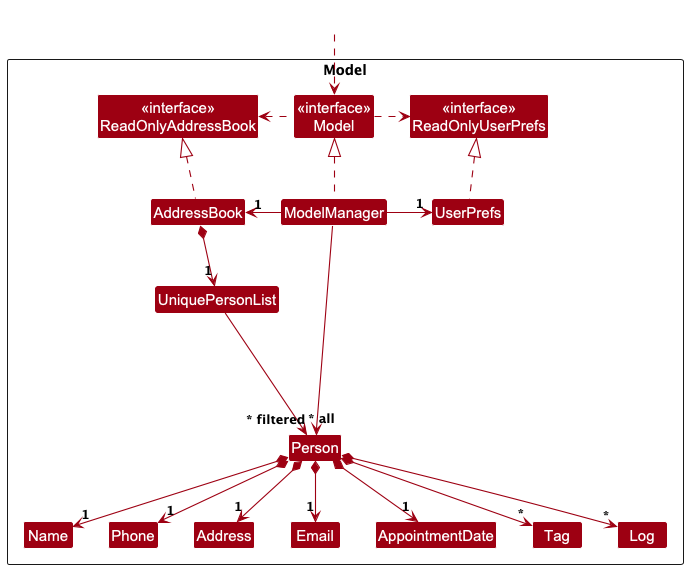 Model
«interface»
ReadOnlyAddressBook
«interface»
Model
«interface»
ReadOnlyUserPrefs
AddressBook
1
ModelManager
1
UserPrefs
1
UniquePersonList
* filtered
* all
Person
1
1
1
1
1
*
*
Name
Phone
Address
Email
AppointmentDate
Tag
Log